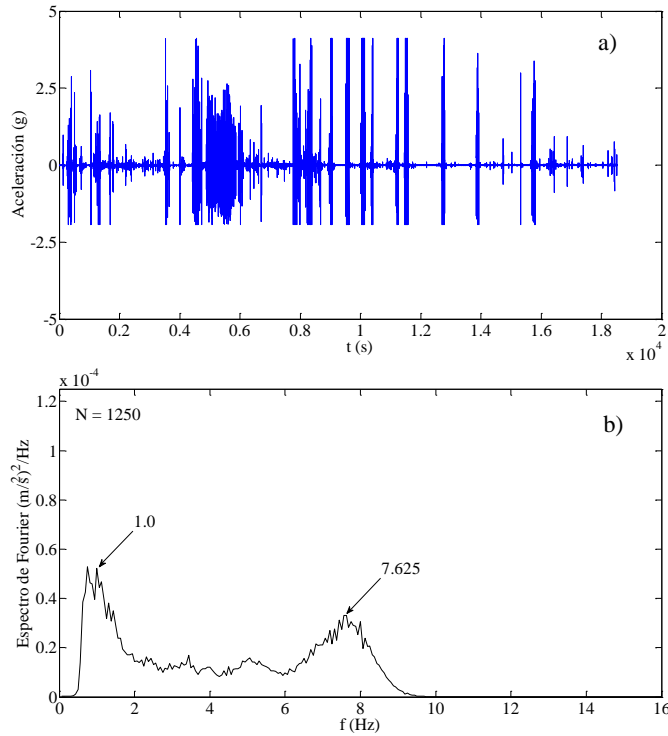 5
a)
2.5
Aceleración (g)
0
-2.5
-5
0 0.2 0.4 0.6 0.8 1 1.2 1.4 1.6 1.8 2
t (s)
x 10^4
x 10^-4
1.2
N = 1250
b)
1
Espectro de Fourier (m/s^2)^2/Hz
0.8
0.6
1.0
0.4
7.625
0.2
0
0 2 4 6 8 10 12 14 16
f (Hz)